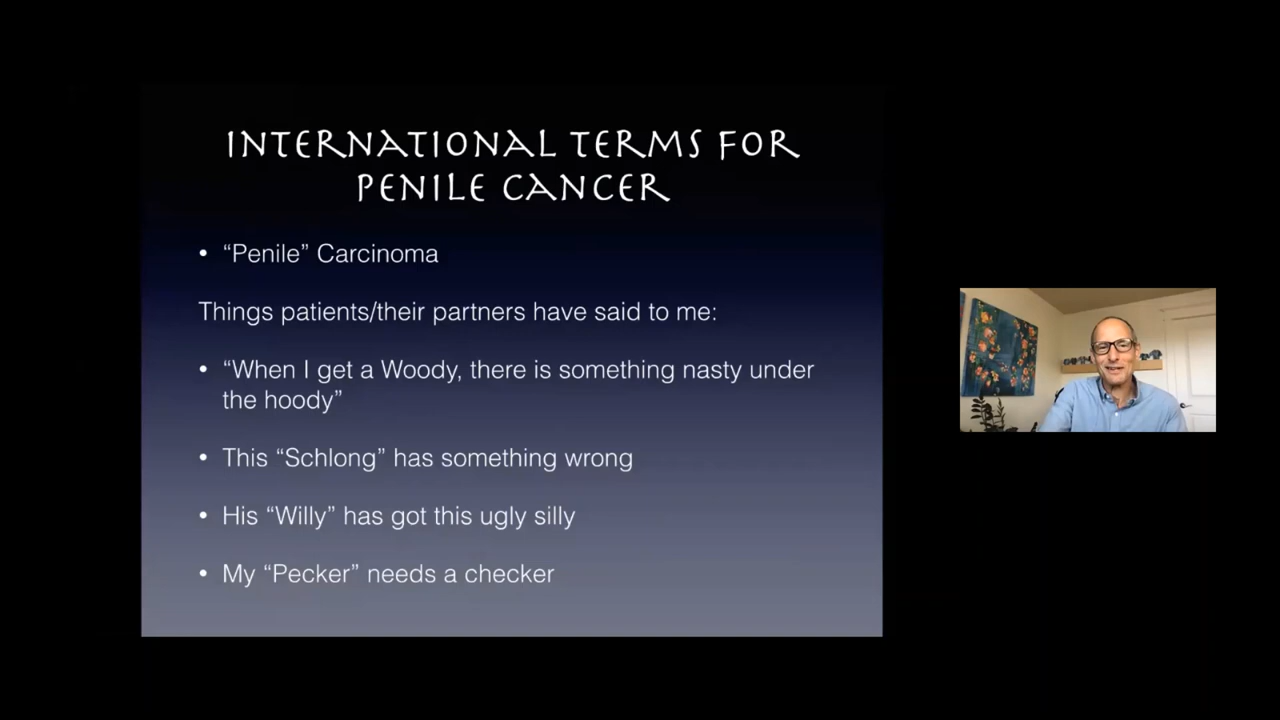 INTERNATIONAL TERMS FOR
PENILE CANCER
• “Penile” Carcinoma
Things patients/their partners have said to me:
• “When I get a Woody, there is something nasty under
the hoody”
• This “Schlong” has something wrong
• His “Willy” has got this ugly silly
• My “Pecker” needs a checker